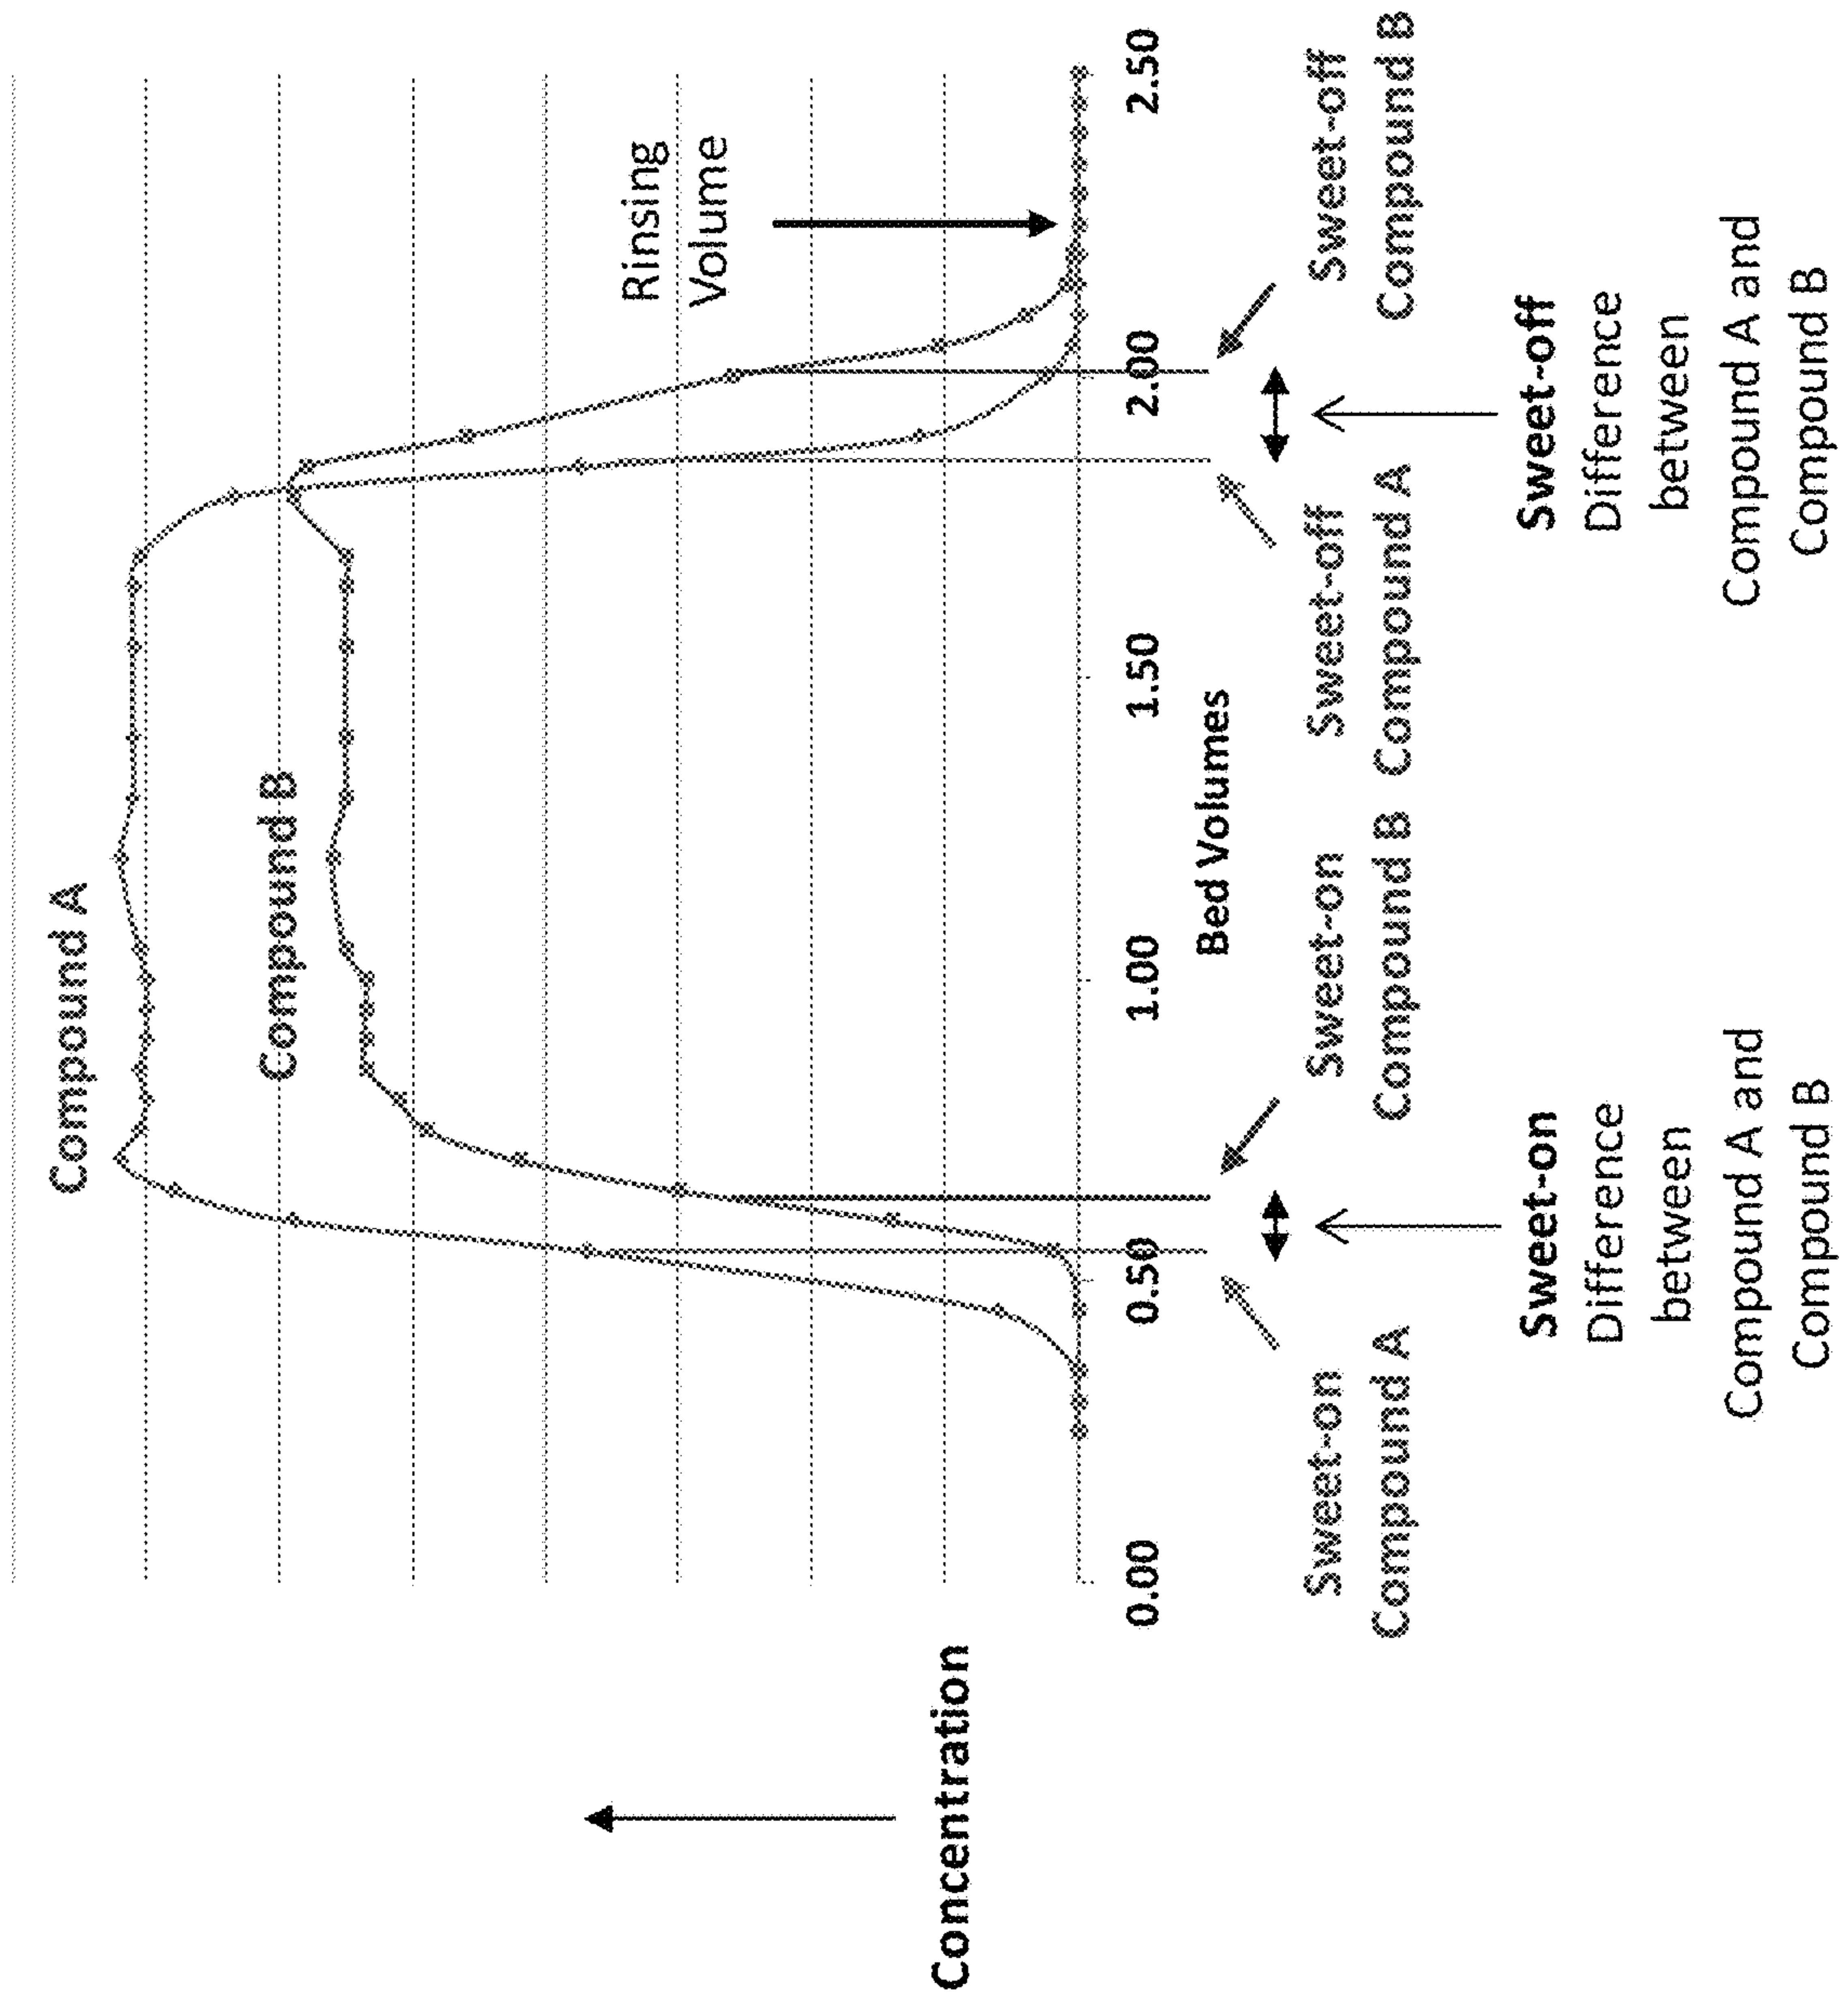 Compound A
Compound B
Rinsing
Volume
Concentration
0.00
0.50
1.00
1.50
2.00
2.50
Bed Volumes
Sweet-on
Compound A
Sweet-on
Compound B
Sweet-off
Compound A
Sweet-off
Compound B
Sweet-on
Difference
between
Compound A and
Compound B
Sweet-off
Difference
between
Compound A and
Compound B